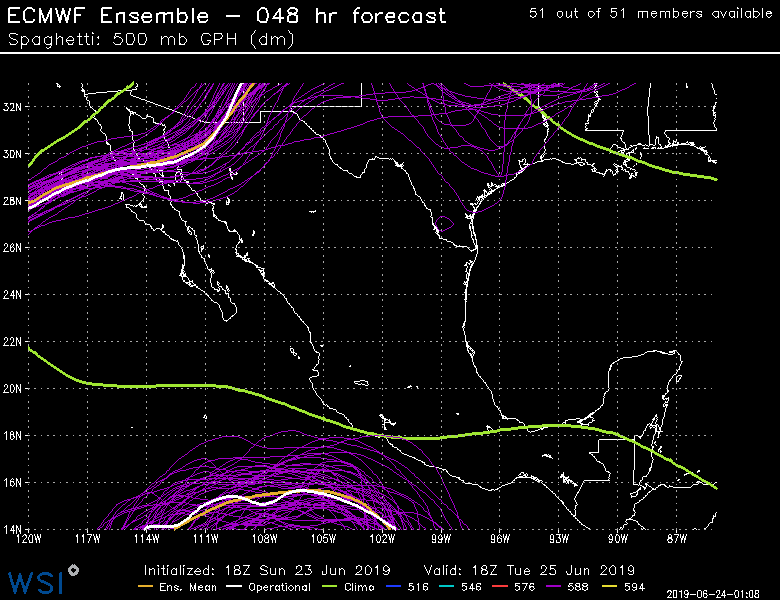 ECMWF Ensemble – 048 hr forecast
51 out of 51 members available
Spaghetti: 500 mb GPH (dm)
32N
30N
28N
26N
24N
22N
20N
18N
16N
14N
120W 117W 114W 111W 108W 105W 102W 99W 96W 93W 90W 87W
Initialized: 18Z Sun 23 Jun 2019 Valid: 18Z Tue 25 Jun 2019
Ens. Mean Operational Climo 516 546 576 588 594
WSI
2019-06-24-01:08